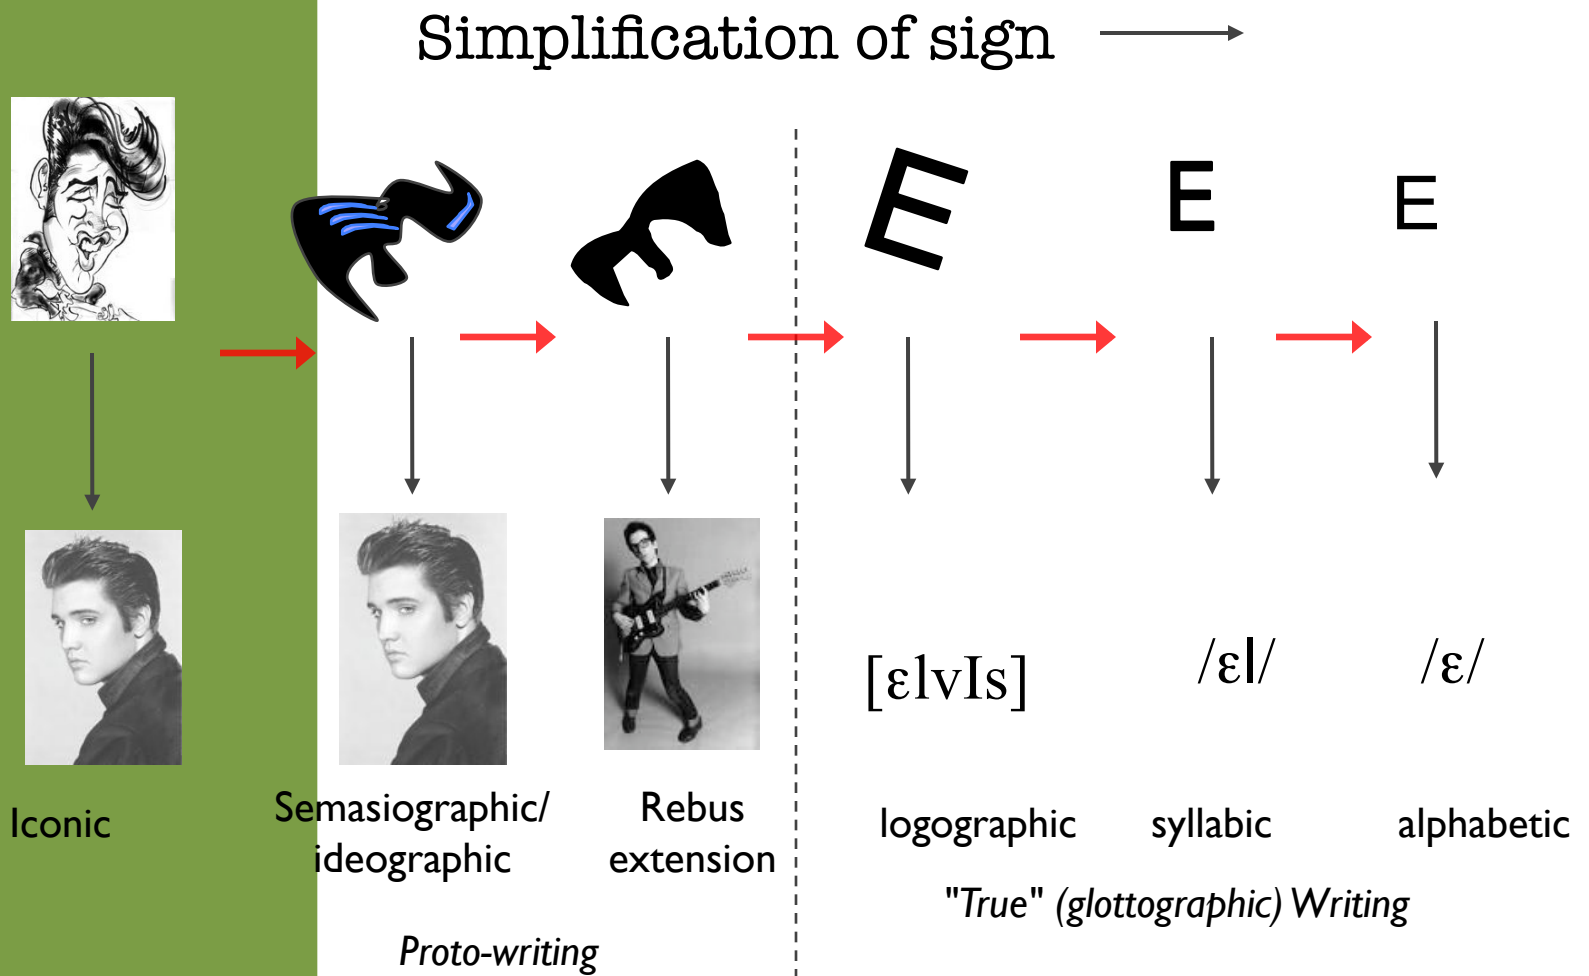 Simplification of sign
E
E
E
[ɛlvIs]
/ɛl/
/ɛ/
Iconic
Semasiographic/
ideographic
Rebus
extension
logographic
syllabic
alphabetic
"True" (glottographic) Writing
Proto-writing